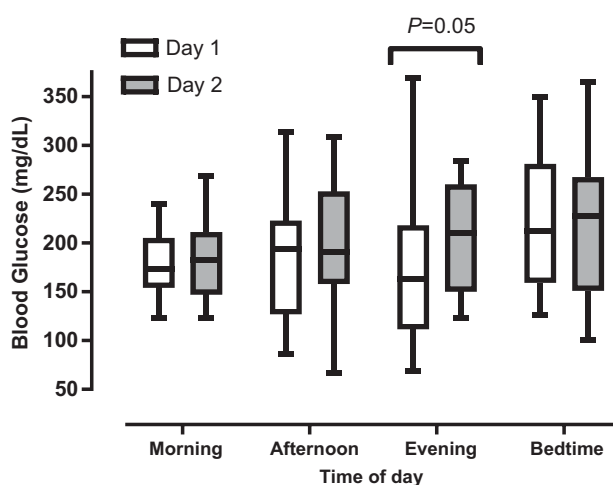 P=0.05
Day 1
Day 2
Blood Glucose (mg/dL)
350
300
250
200
150
100
50
Morning Afternoon Evening Bedtime
Time of day